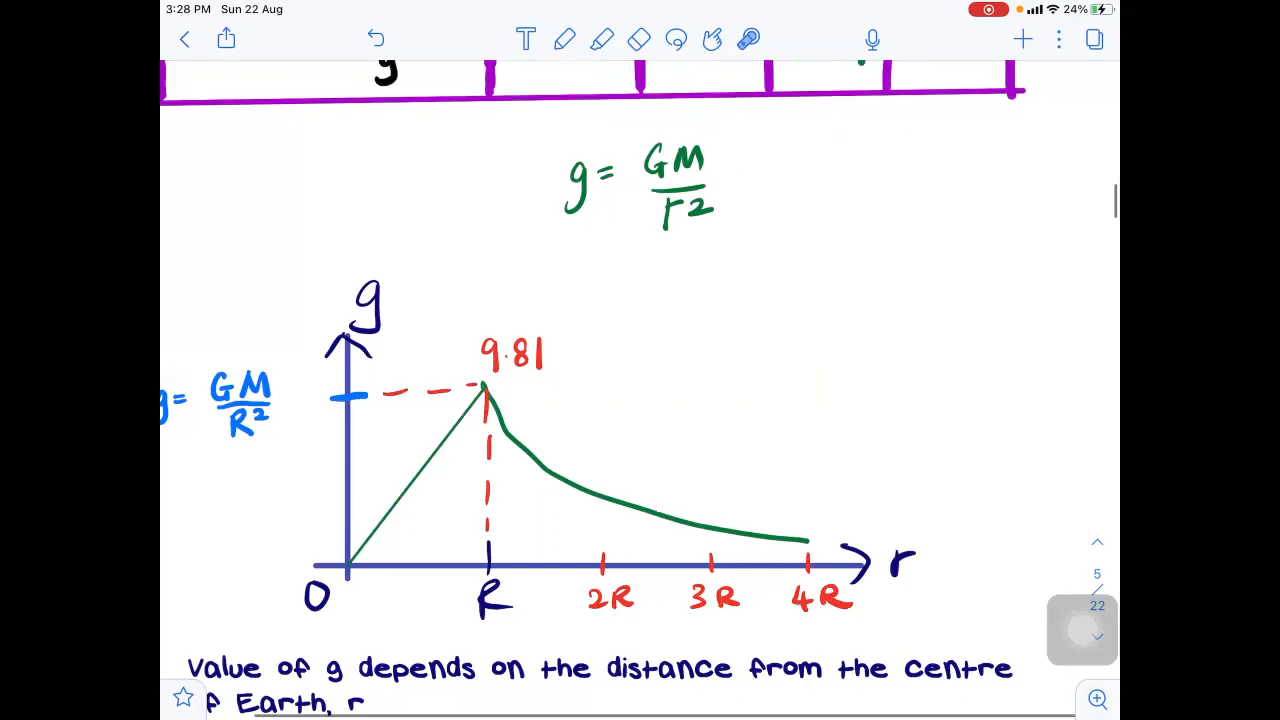 3:28 PM Sun 22 Aug
24%
g
g = GM / r2
g
9.81
= GM / R2
5
/
22
O R 2R 3R 4R r
Value of g depends on the distance from the centre
f Earth, r